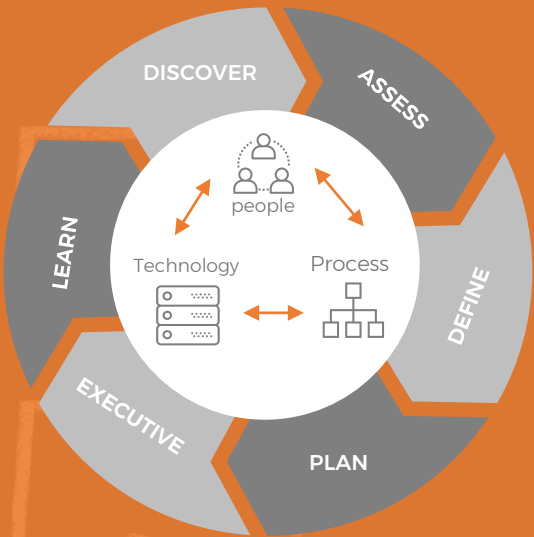 DISCOVER
ASSESS
DEFINE
PLAN
EXECUTIVE
LEARN
people
Technology
Process